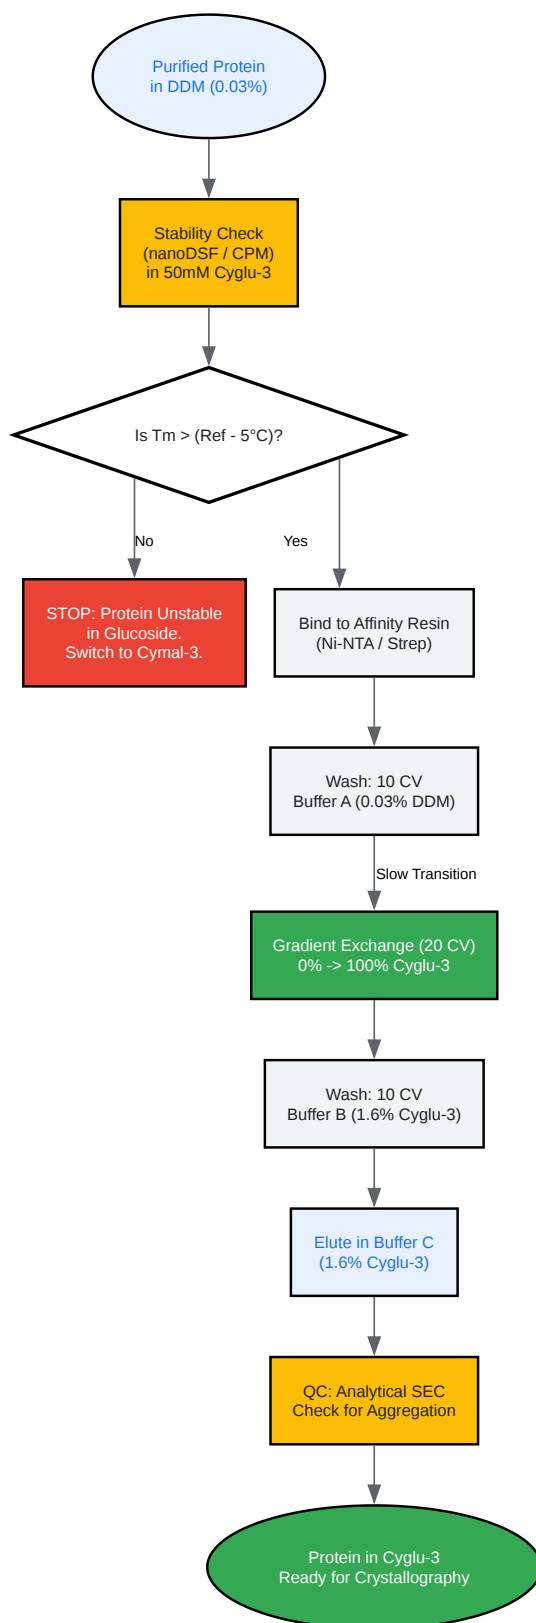 Purified Protein
in DDM (0.03%)
Stability Check
(nanoDSF / CPM)
in 50mM Cyglu-3
Is Tm > (Ref - 5°C)?
No
Yes
STOP: Protein Unstable
in Glucoside.
Switch to Cymal-3.
Bind to Affinity Resin
(Ni-NTA / Strep)
Wash: 10 CV
Buffer A (0.03% DDM)
Slow Transition
Gradient Exchange (20 CV)
0% -> 100% Cyglu-3
Wash: 10 CV
Buffer B (1.6% Cyglu-3)
Elute in Buffer C
(1.6% Cyglu-3)
QC: Analytical SEC
Check for Aggregation
Protein in Cyglu-3
Ready for Crystallography